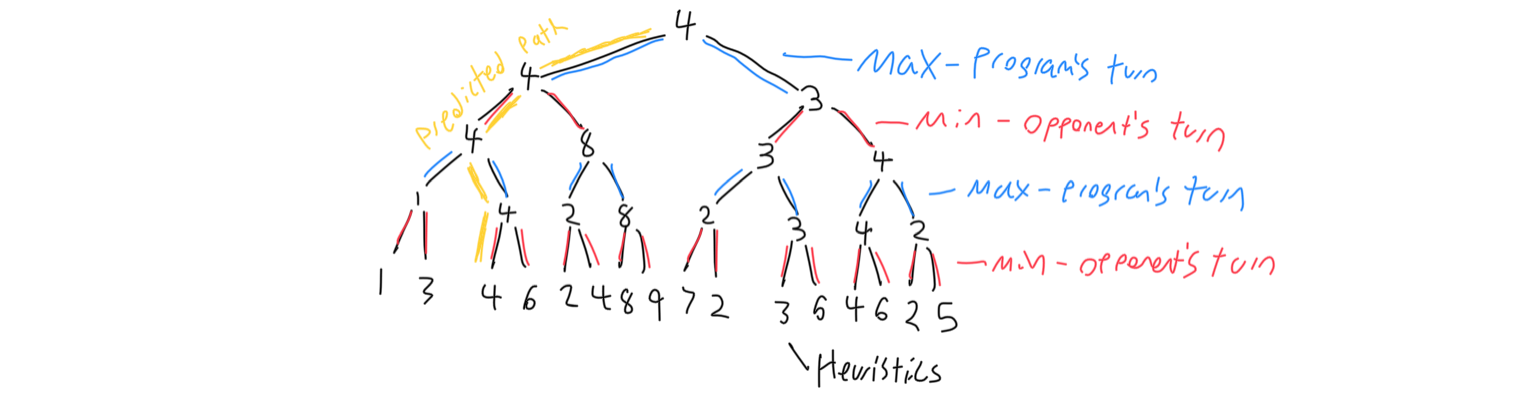 4
predicted path
Max - Program's turn
4
3
Min - Opponent's turn
4
8
3
4
Max - program's turn
1
4
2
8
2
3
4
2
Min - opponent's turn
1 3 4 6 2 4 8 9 7 2 3 6 4 6 2 5
Heuristics